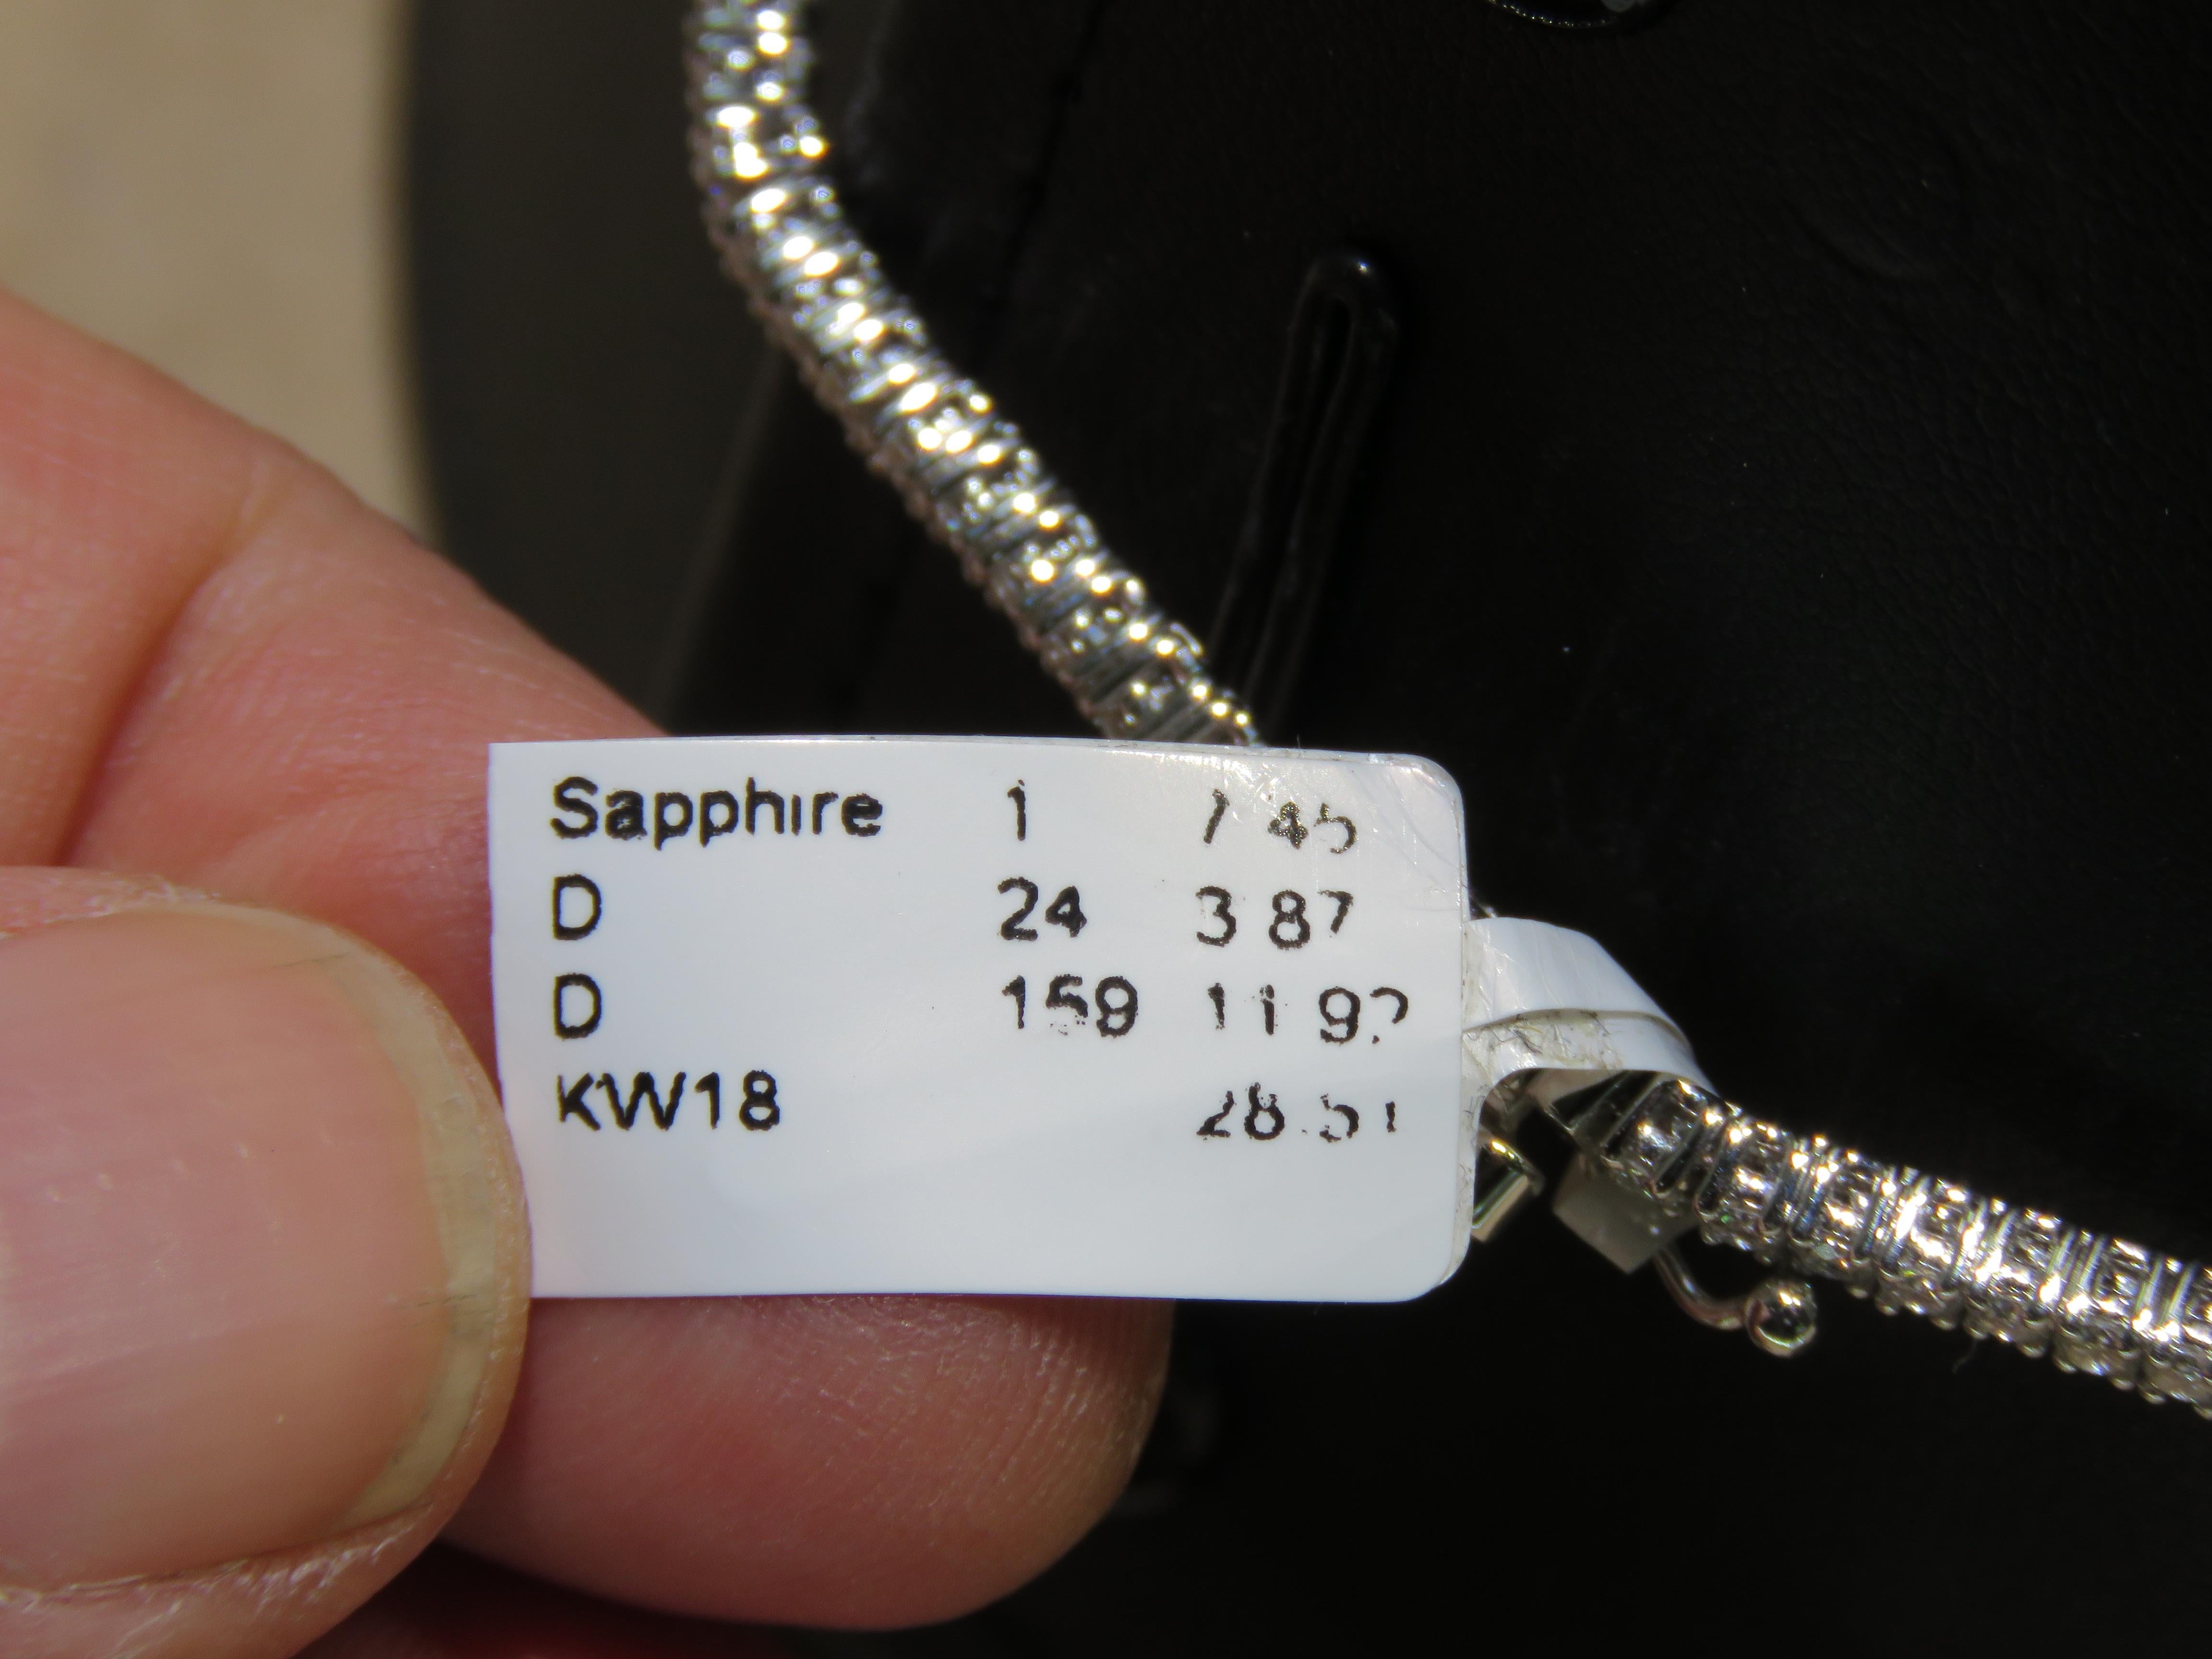 Sapphire 1 7.45
D 24 3.87
D 159 11.92
KW18 28.51